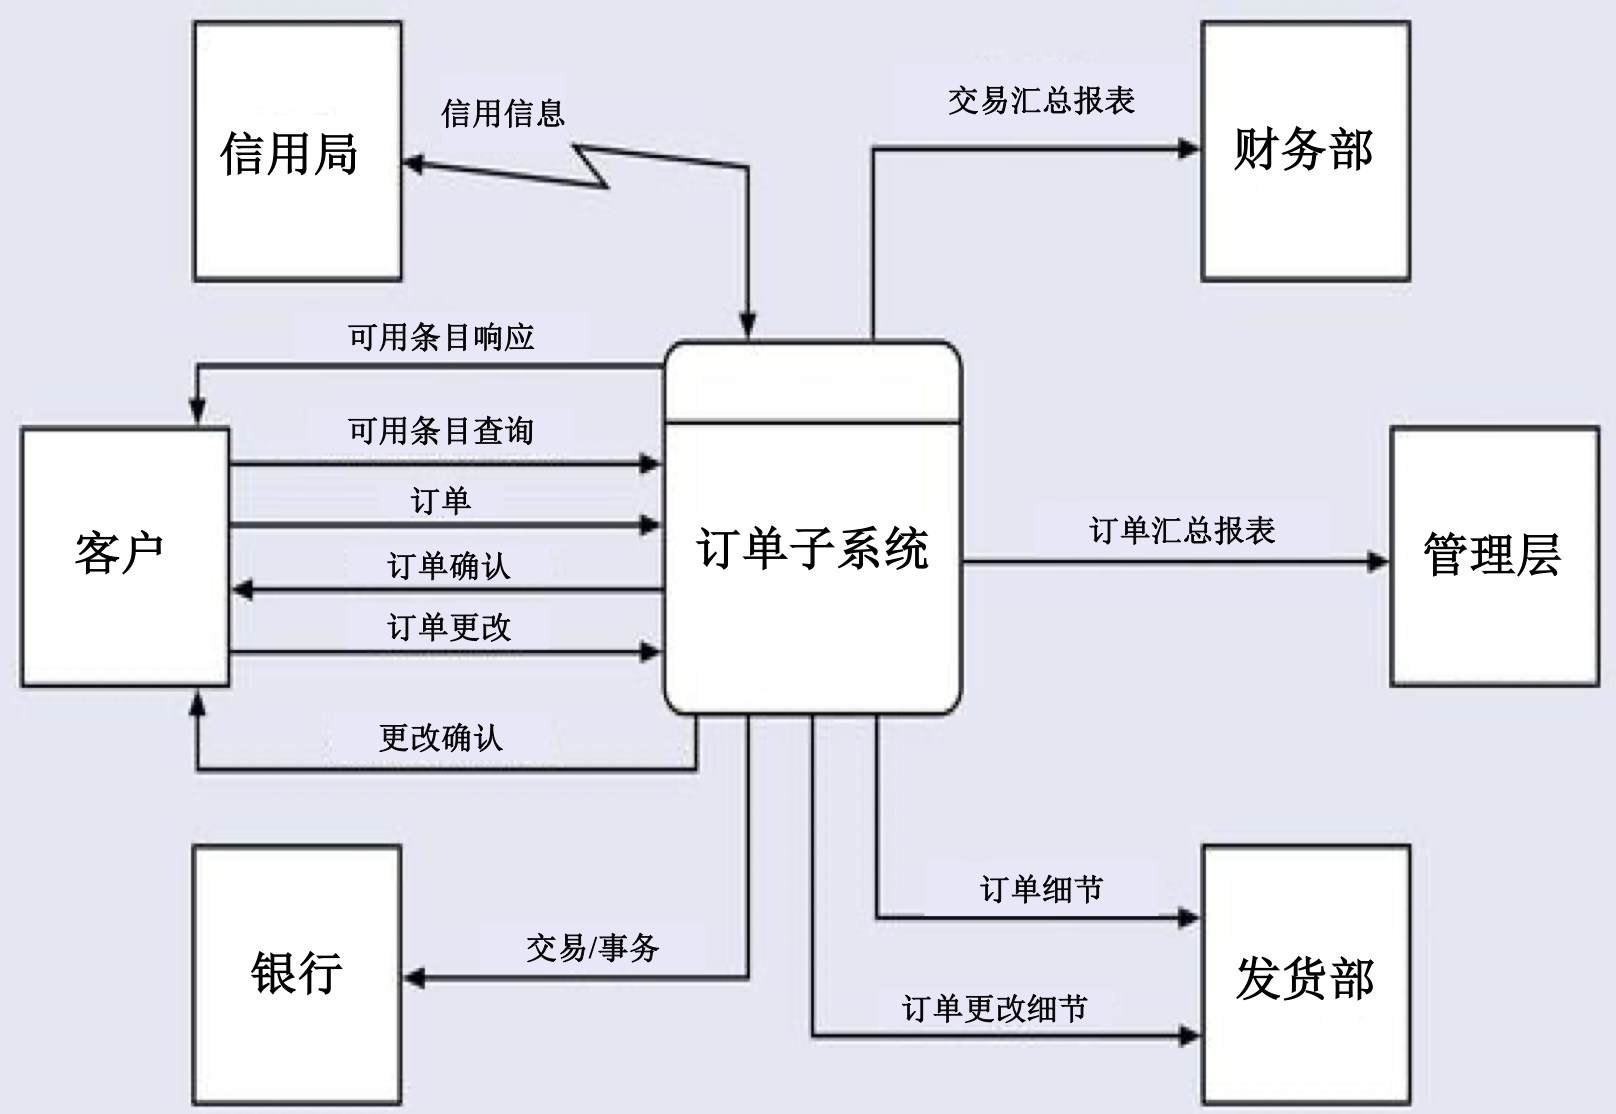 信用局
信用信息
交易汇总报表
财务部
可用条目响应
可用条目查询
订单
订单确认
订单更改
更改确认
客户
订单子系统
订单汇总报表
管理层
银行
交易/事务
订单细节
订单更改细节
发货部